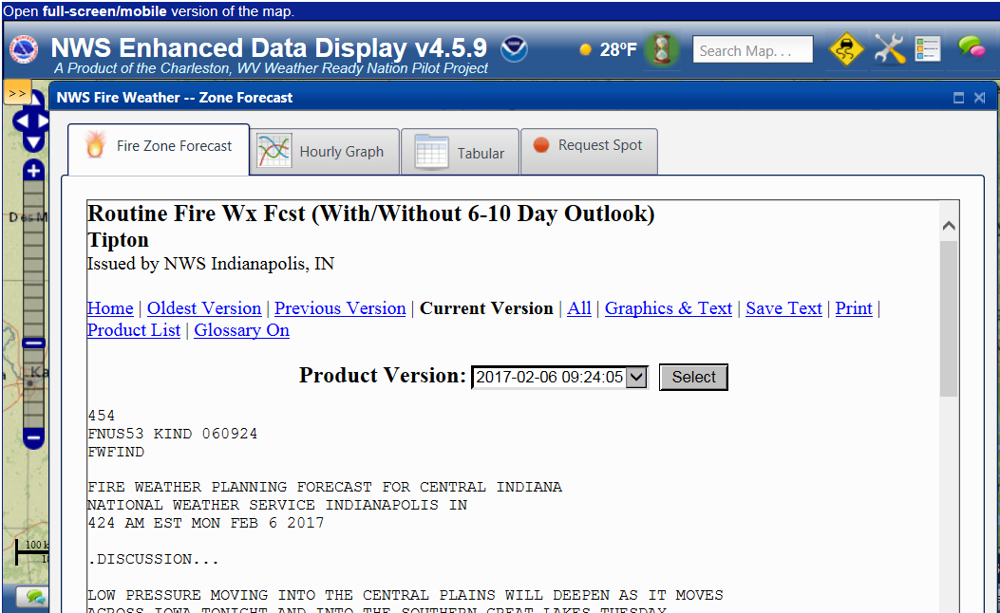 Open full-screen/mobile version of the map.
NWS Enhanced Data Display v4.5.9
A Product of the Charleston, WV Weather Ready Nation Pilot Project
28ºF
Search Map. . .
>>
NWS Fire Weather -- Zone Forecast
Fire Zone Forecast
Hourly Graph
Tabular
Request Spot
Des M
Ka
100 k
Routine Fire Wx Fcst (With/Without 6-10 Day Outlook)
Tipton
Issued by NWS Indianapolis, IN
Home | Oldest Version | Previous Version | Current Version | All | Graphics & Text | Save Text | Print |
Product List | Glossary On
Product Version: 2017-02-06 09:24:05 Select
454
FNUS53 KIND 060924
FWFIND
FIRE WEATHER PLANNING FORECAST FOR CENTRAL INDIANA
NATIONAL WEATHER SERVICE INDIANAPOLIS IN
424 AM EST MON FEB 6 2017
.DISCUSSION...
LOW PRESSURE MOVING INTO THE CENTRAL PLAINS WILL DEEPEN AS IT MOVES
ACROSS IOWA TONIGHT AND INTO THE SOUTHERN GREAT LAKES TUESDAY.